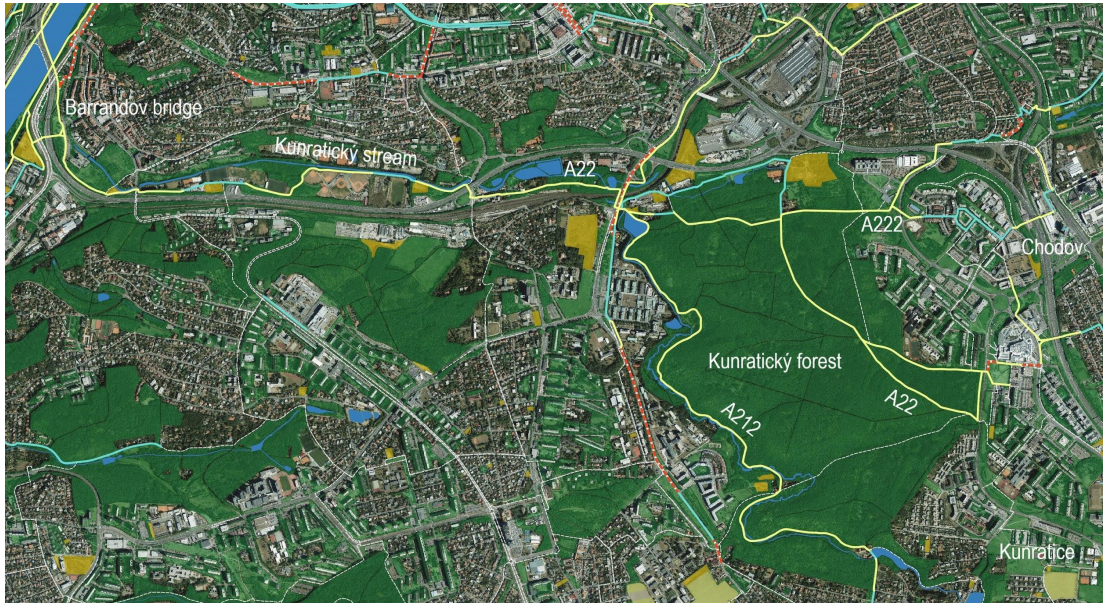 Barrandov bridge
Kunratický stream
A22
A222
Chodov
Kunratický forest
A22
A212
Kunratice